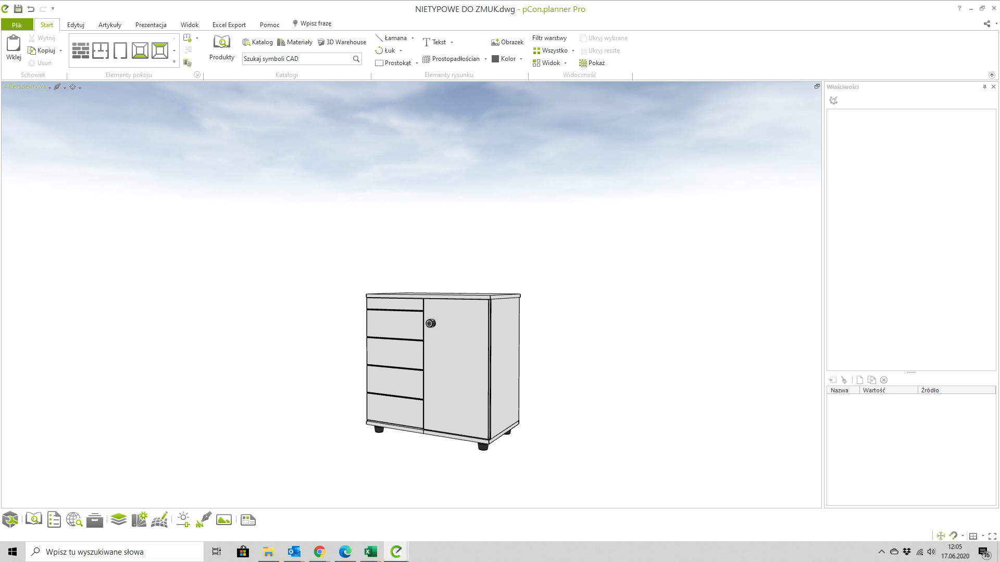 NIETYPOWE DO ZMUK.dwg - pCon.planner Pro
Plik Start Edytuj Artykuły Prezentacja Widok Excel Export Pomoc Wpisz frazę
Wklej
Wytnij
Kopiuj
Usuń
Schowek
Elementy pokoju
Produkty
Katalog Materiały 3D Warehouse
Szukaj symboli CAD
Katalogi
Łamana
Łuk
Prostokąt
Tekst
Prostopadłościan
Obrazek
Kolor
Elementy rysunku
Filtr warstwy
Wszystko
Widok
Ukryj wybrane
Ukryj resztę
Pokaż
Widoczność
4:Perspektywa
Właściwości
Nazwa Wartość Źródło
Wpisz tu wyszukiwane słowa
12:05
17.06.2020
16